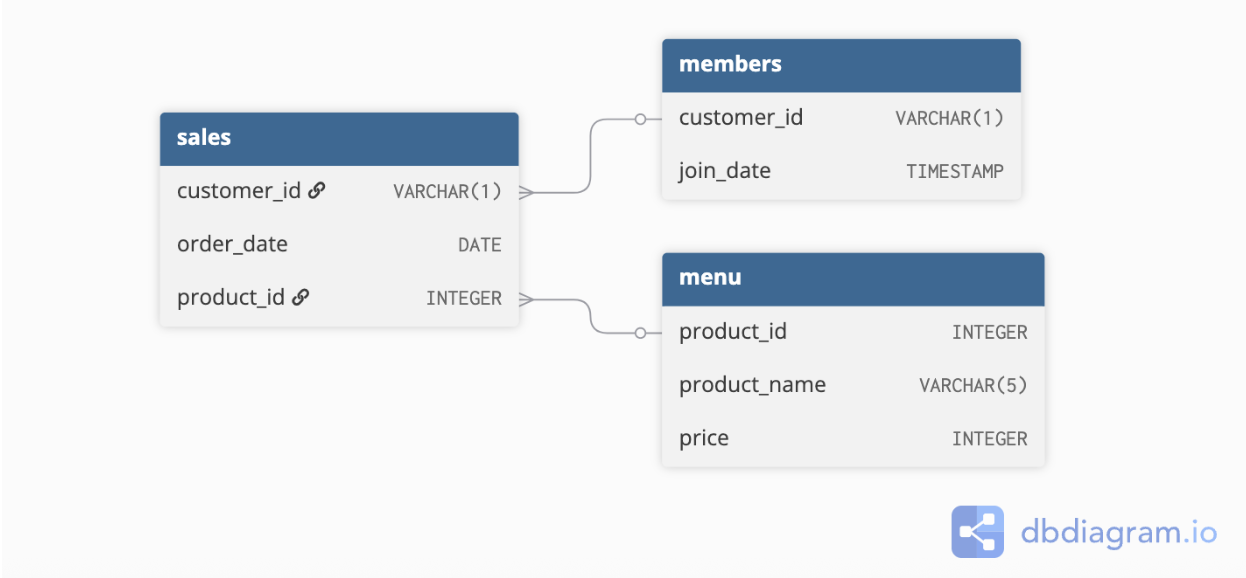 sales
customer_id VARCHAR(1)
order_date DATE
product_id INTEGER
members
customer_id VARCHAR(1)
join_date TIMESTAMP
menu
product_id INTEGER
product_name VARCHAR(5)
price INTEGER
dbdiagram.io